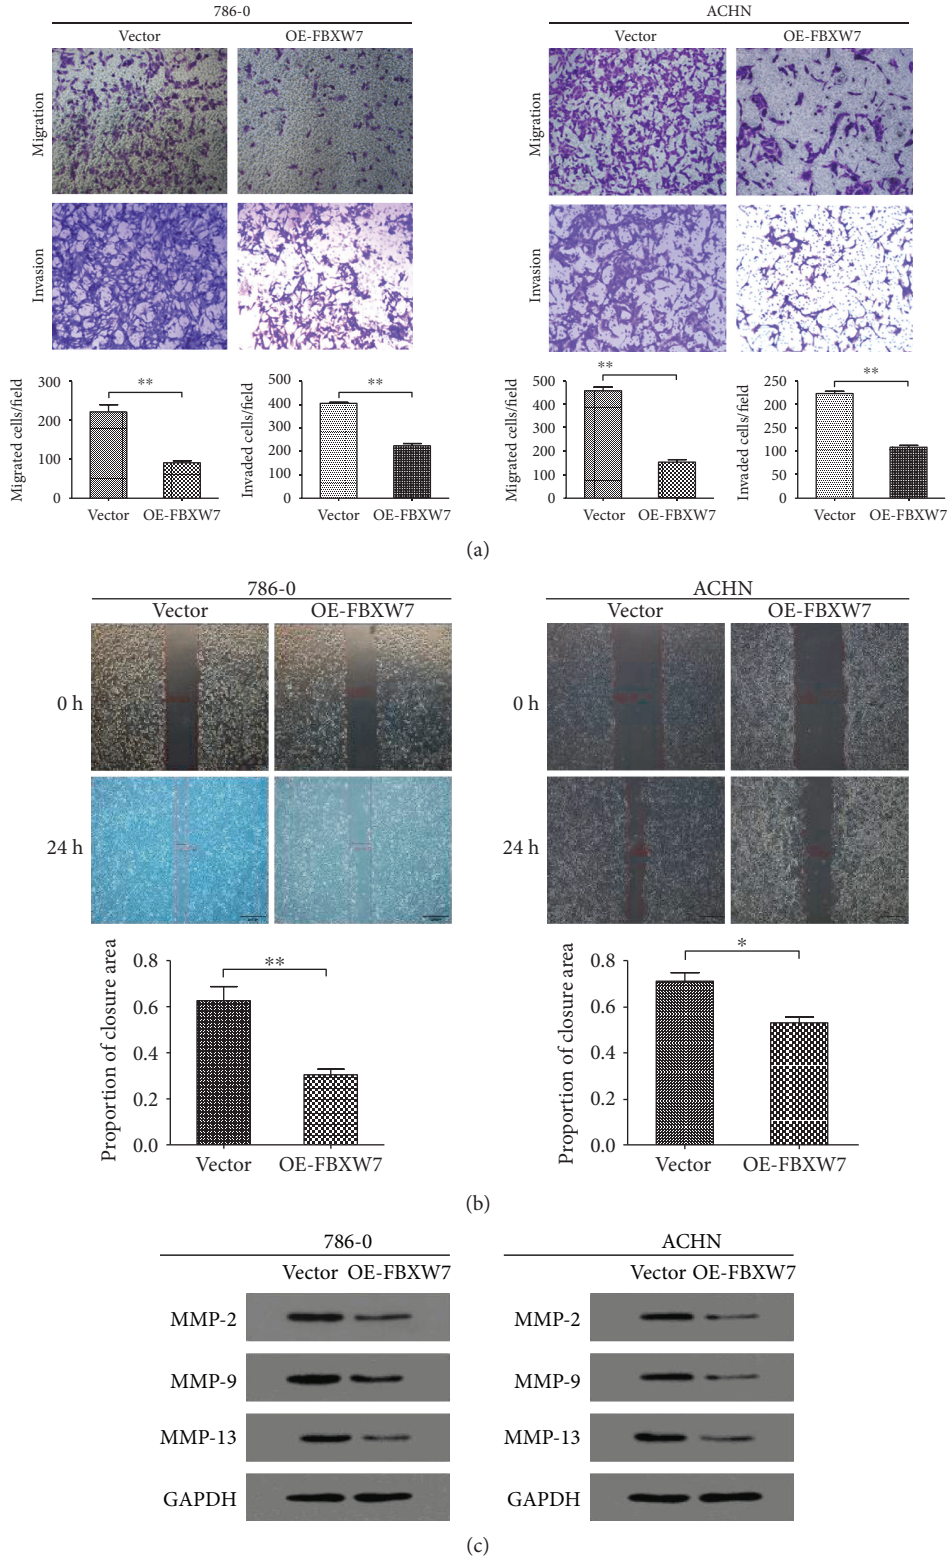 786-0
ACHN
Vector
OE-FBXW7
Vector
OE-FBXW7
Migration
Migration
Invasion
Invasion
Migrated cells/field
300
200
100
0
**
Vector
OE-FBXW7
Invaded cells/field
500
400
300
200
100
0
**
Vector
OE-FBXW7
Migrated cells/field
500
400
300
200
100
0
**
Vector
OE-FBXW7
Invaded cells/field
250
200
150
100
50
0
**
Vector
OE-FBXW7
(a)
786-0
ACHN
Vector
OE-FBXW7
Vector
OE-FBXW7
0 h
0 h
24 h
24 h
Proportion of closure area
0.8
0.6
0.4
0.2
0.0
**
Vector
OE-FBXW7
Proportion of closure area
0.8
0.6
0.4
0.2
0.0
*
Vector
OE-FBXW7
(b)
786-0
ACHN
Vector OE-FBXW7
Vector OE-FBXW7
MMP-2
MMP-2
MMP-9
MMP-9
MMP-13
MMP-13
GAPDH
GAPDH
(c)